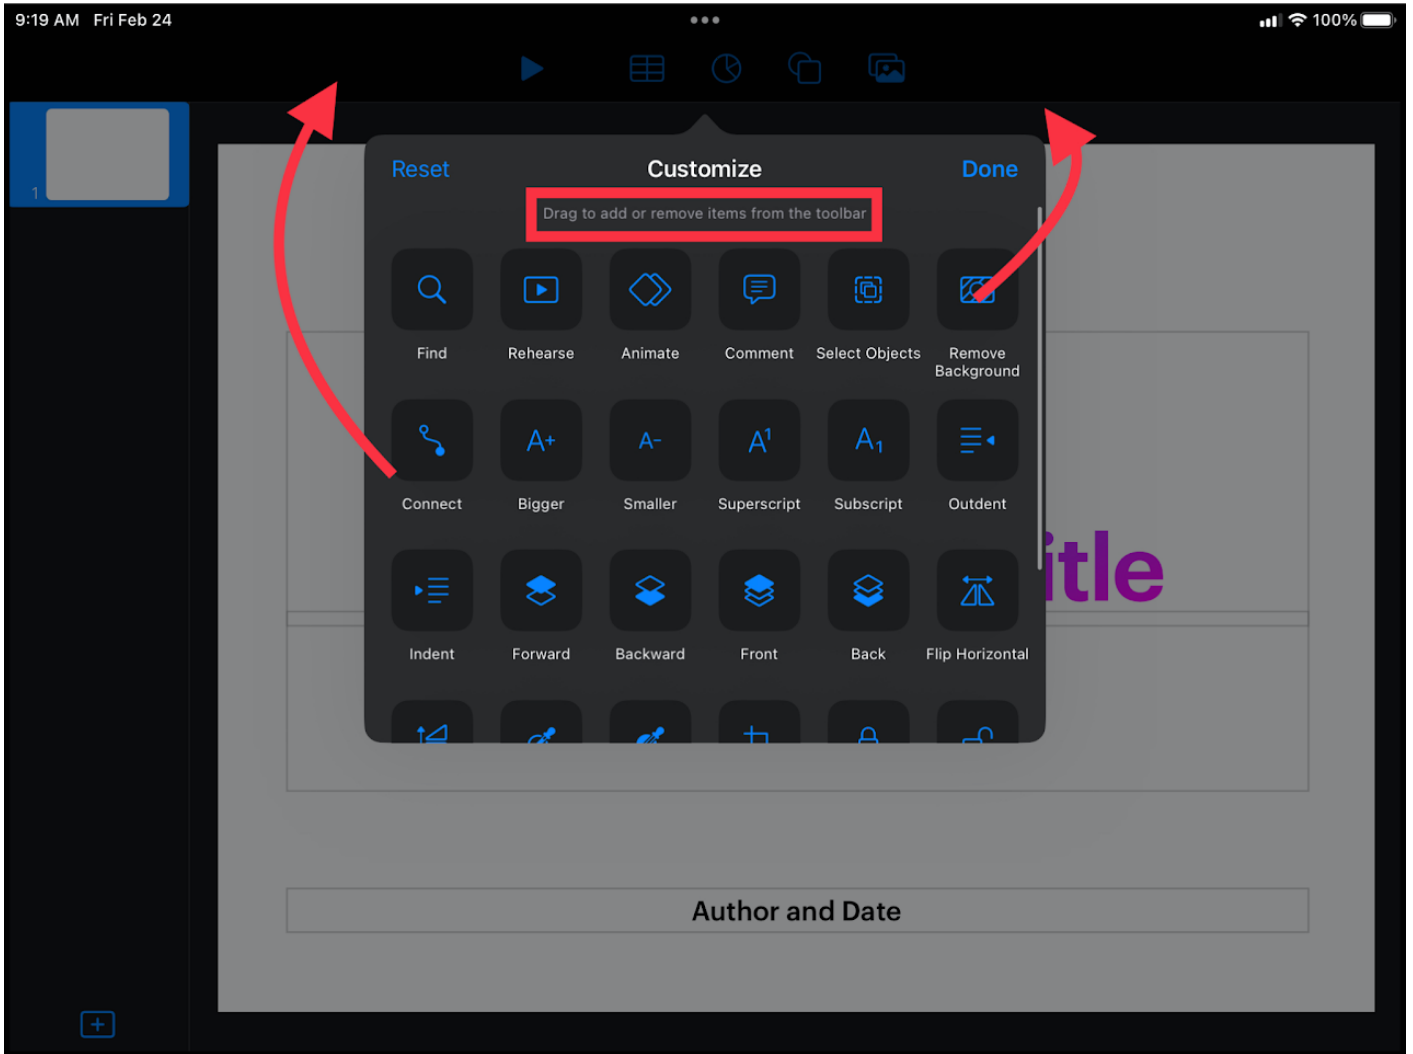 9:19 AM Fri Feb 24
100%
1
Reset
Customize
Done
Drag to add or remove items from the toolbar
Find
Rehearse
Animate
Comment
Select Objects
Remove
Background
Connect
Bigger
Smaller
Superscript
Subscript
Outdent
itle
Indent
Forward
Backward
Front
Back
Flip Horizontal
Author and Date